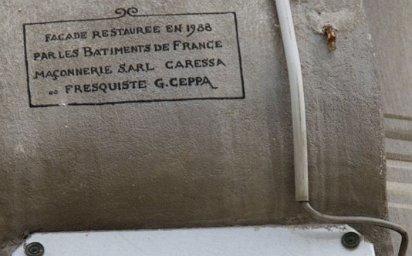 FACADE RESTAUREE EN 1988
PAR LES BATIMENTS DE FRANCE
MAÇONNERIE SARL CARESSA
FRESQUISTE G. CEPPA